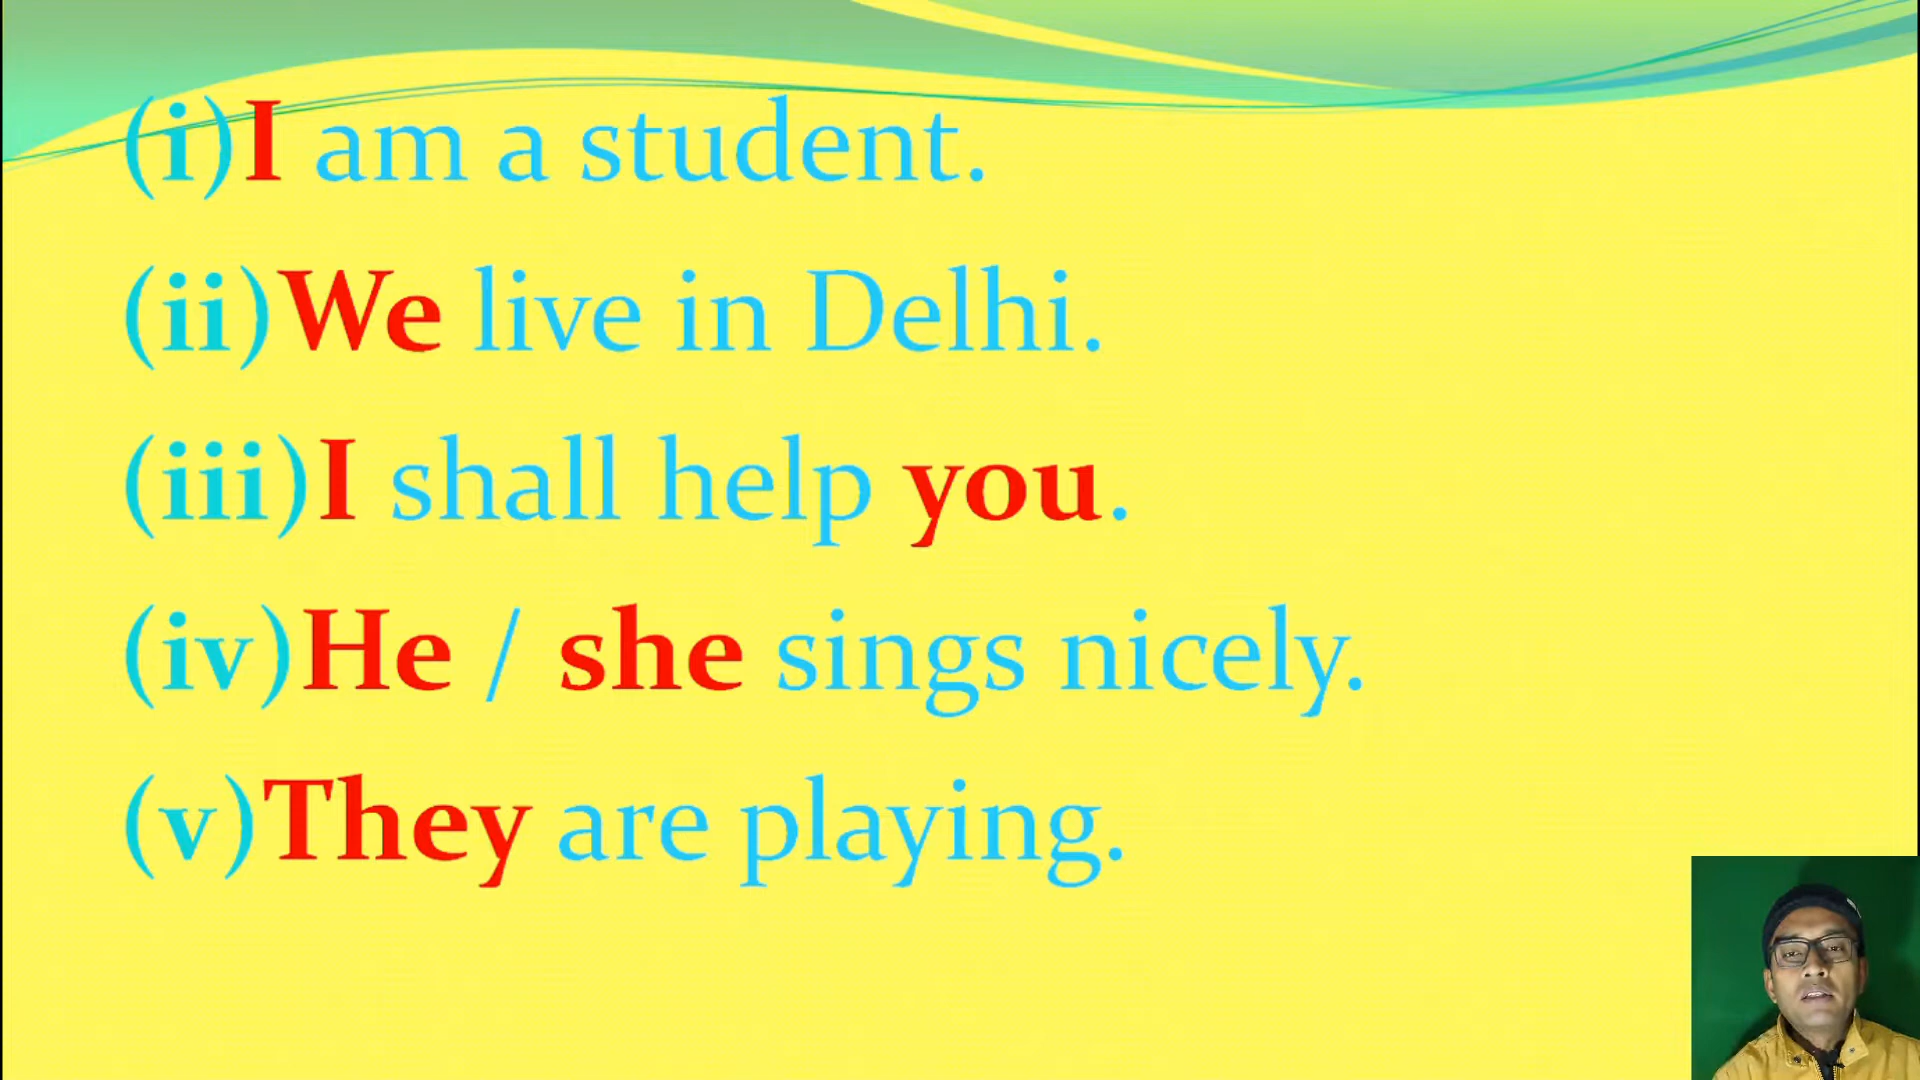 (i)I am a student.
(ii)We live in Delhi.
(iii)I shall help you.
(iv)He / she sings nicely.
(v)They are playing.